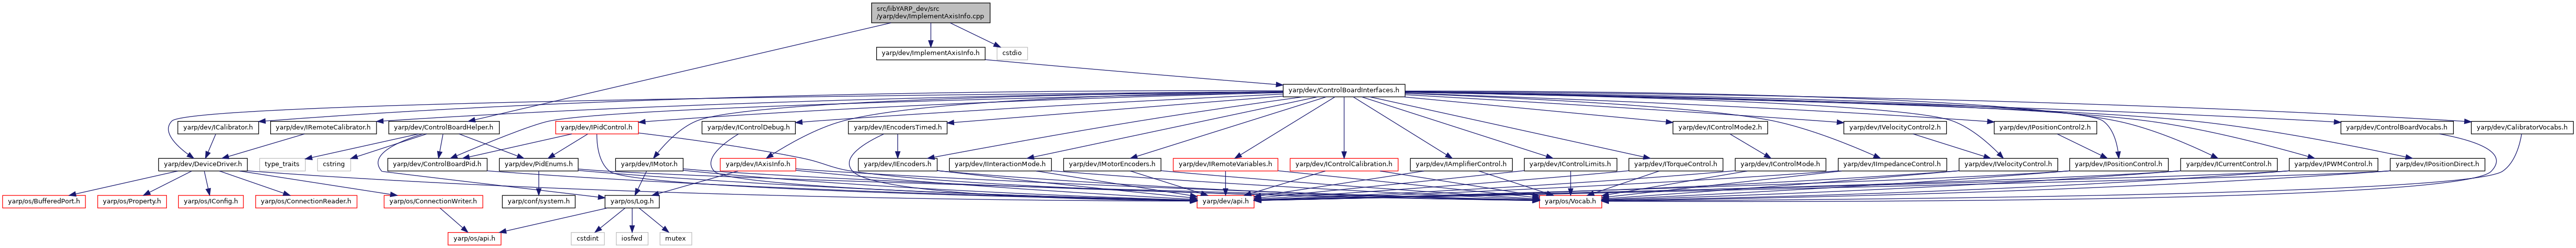 src/libYARP_dev/src
/yarp/dev/ImplementAxisInfo.cpp
yarp/dev/ImplementAxisInfo.h
cstdio
yarp/dev/ControlBoardInterfaces.h
yarp/dev/ICalibrator.h
yarp/dev/IRemoteCalibrator.h
yarp/dev/ControlBoardHelper.h
yarp/dev/IPidControl.h
yarp/dev/IControlDebug.h
yarp/dev/IEncodersTimed.h
yarp/dev/IControlMode2.h
yarp/dev/IVelocityControl2.h
yarp/dev/IPositionControl2.h
yarp/dev/ControlBoardVocabs.h
yarp/dev/CalibratorVocabs.h
yarp/dev/DeviceDriver.h
type_traits
cstring
yarp/dev/ControlBoardPid.h
yarp/dev/PidEnums.h
yarp/dev/IMotor.h
yarp/dev/IAxisInfo.h
yarp/dev/IEncoders.h
yarp/dev/IInteractionMode.h
yarp/dev/IMotorEncoders.h
yarp/dev/IRemoteVariables.h
yarp/dev/IControlCalibration.h
yarp/dev/IAmplifierControl.h
yarp/dev/IControlLimits.h
yarp/dev/ITorqueControl.h
yarp/dev/IControlMode.h
yarp/dev/IImpedanceControl.h
yarp/dev/IVelocityControl.h
yarp/dev/IPositionControl.h
yarp/dev/ICurrentControl.h
yarp/dev/IPWMControl.h
yarp/dev/IPositionDirect.h
yarp/os/BufferedPort.h
yarp/os/Property.h
yarp/os/IConfig.h
yarp/os/ConnectionReader.h
yarp/os/ConnectionWriter.h
yarp/conf/system.h
yarp/os/Log.h
yarp/dev/api.h
yarp/os/Vocab.h
yarp/os/api.h
cstdint
iosfwd
mutex